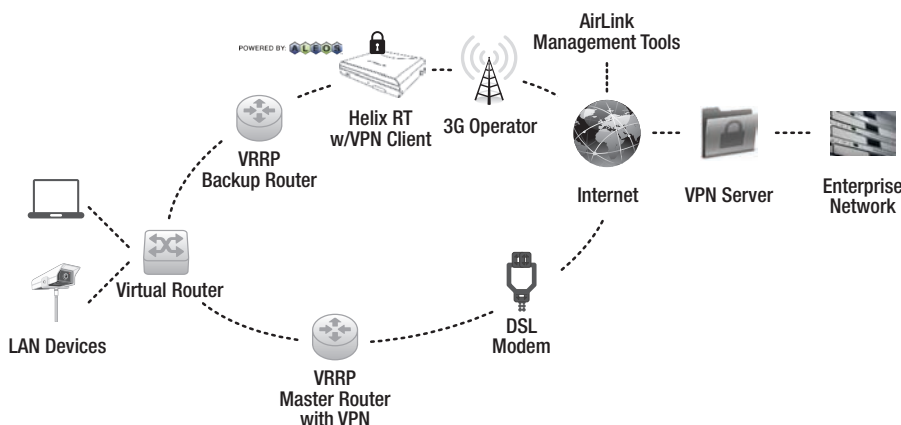 AirLink
Management Tools
POWERED BY: ALEOS
Helix RT
w/VPN Client
3G Operator
VRRP
Backup Router
Internet
VPN Server
Enterprise
Network
Virtual Router
LAN Devices
DSL
Modem
VRRP
Master Router
with VPN